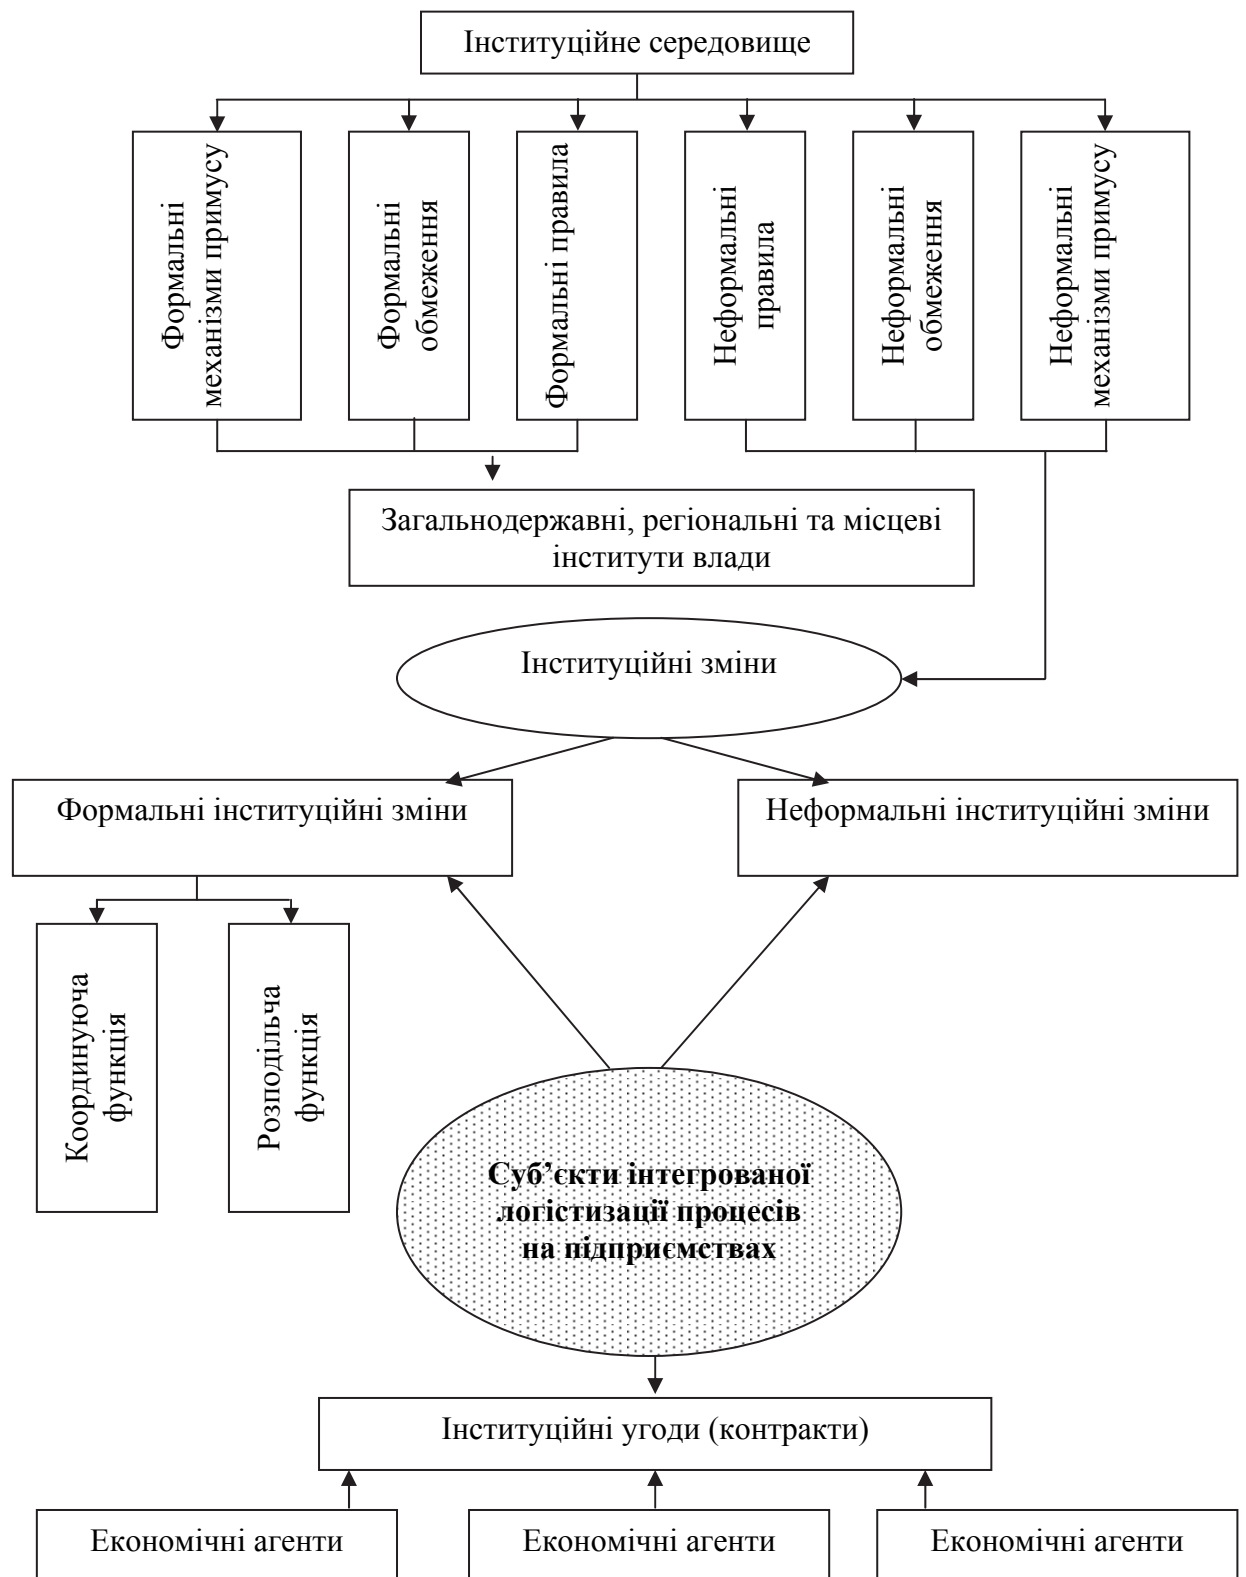 Інституційне середовище
Формальні
механізми примусу
Формальні
обмеження
Формальні правила
Неформальні
правила
Неформальні
обмеження
Неформальні
механізми примусу
Загальнодержавні, регіональні та місцеві
інститути влади
Інституційні зміни
Формальні інституційні зміни
Неформальні інституційні зміни
Координуюча
функція
Розподільча
функція
Суб’єкти інтегрованої
логістизації процесів
на підприємствах
Інституційні угоди (контракти)
Економічні агенти
Економічні агенти
Економічні агенти